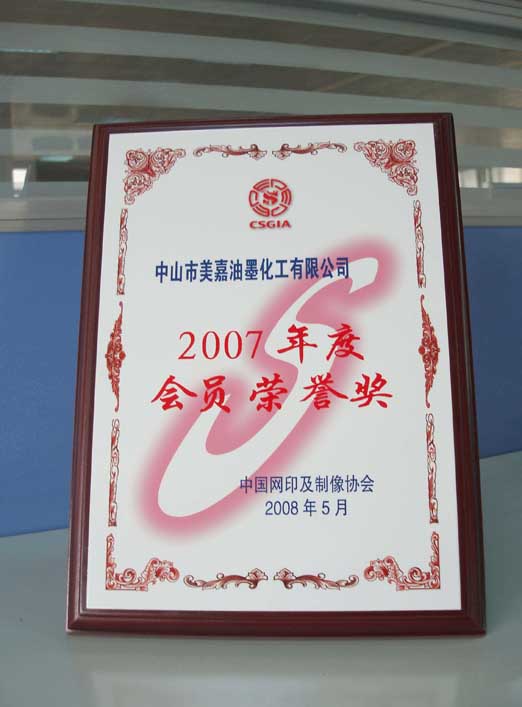 CSGIA
中山市美嘉油墨化工有限公司
2007 年度
会员荣誉奖
中国网印及制像协会
2008 年 5 月